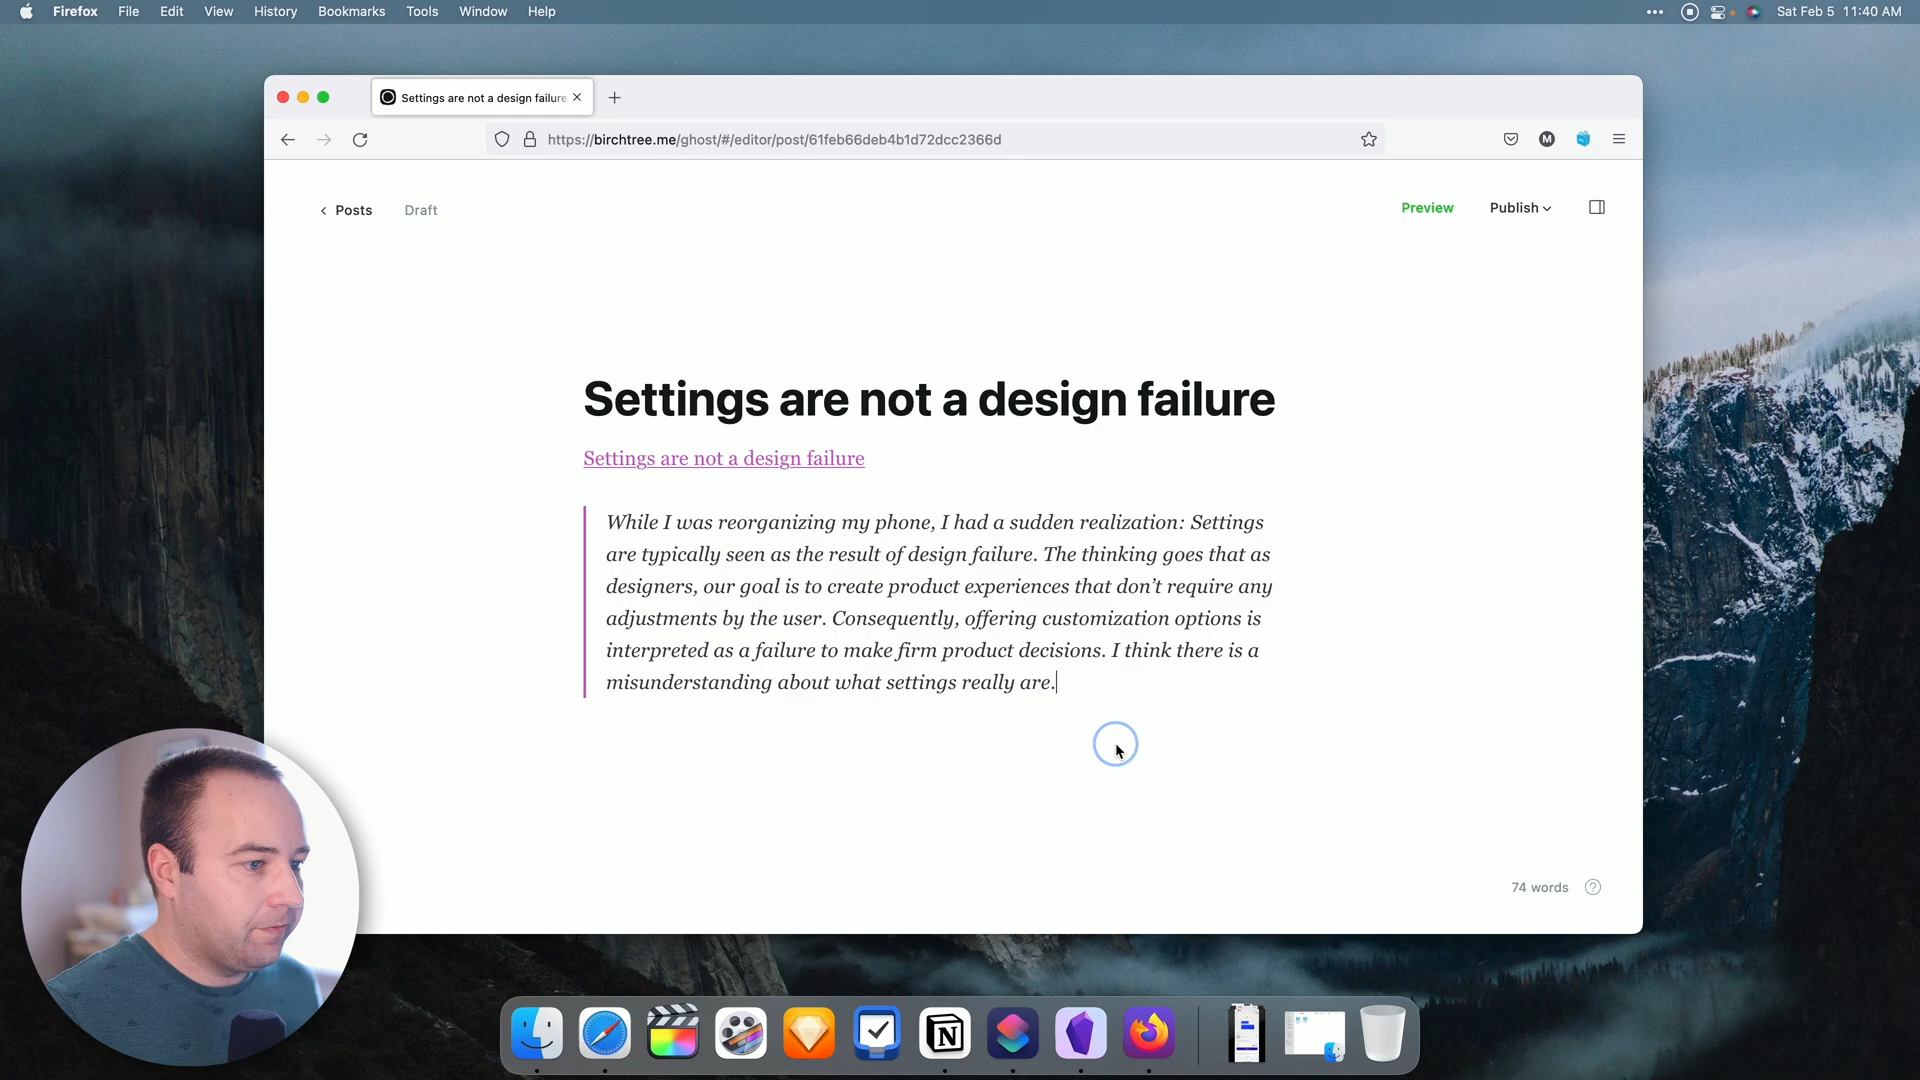 Firefox File Edit View History Bookmarks Tools Window Help
Sat Feb 5 11:40 AM
Settings are not a design failure
https://birchtree.me/ghost/#/editor/post/61feb66deb4b1d72dcc2366d
M
Posts Draft
Preview Publish
Settings are not a design failure
Settings are not a design failure
While I was reorganizing my phone, I had a sudden realization: Settings
are typically seen as the result of design failure. The thinking goes that as
designers, our goal is to create product experiences that don’t require any
adjustments by the user. Consequently, offering customization options is
interpreted as a failure to make firm product decisions. I think there is a
misunderstanding about what settings really are.
74 words ?